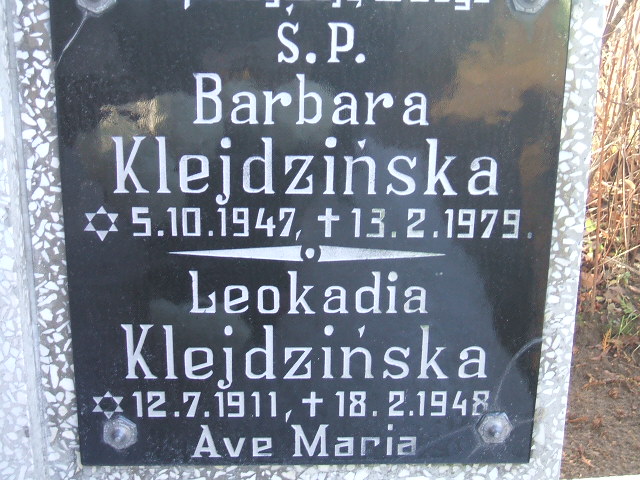 Ś.P.
Barbara
Klejdzińska
✡ 5.10.1947, ✝ 13.2.1979.
Leokadia
Klejdzińska
✡ 12.7.1911, ✝ 18.2.1948
Ave Maria